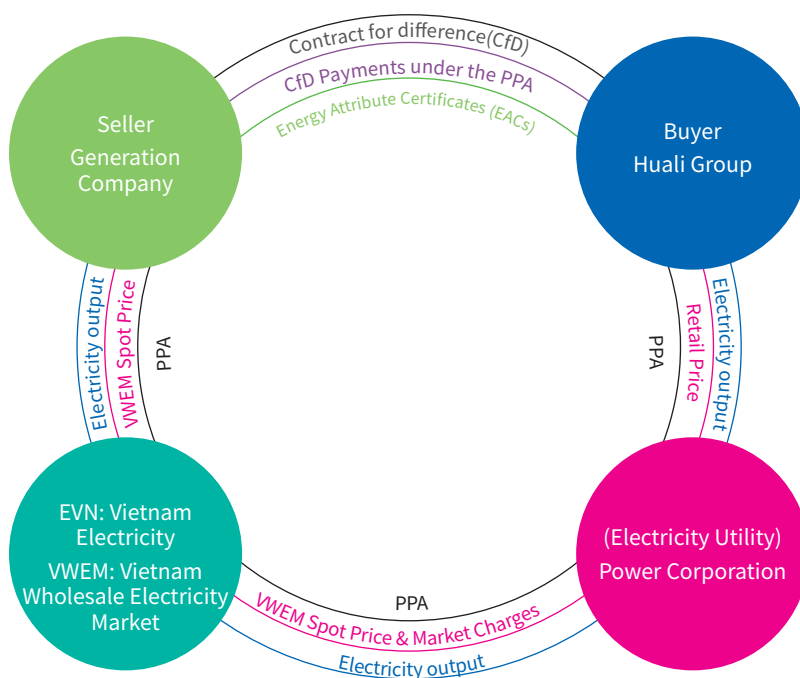 Contract for difference(CfD)
CfD Payments under the PPA
Energy Attribute Certificates (EACs)
Seller
Generation
Company
Buyer
Huali Group
Electricity output
VWEM Spot Price
PPA
PPA
Retail Price
Electricity output
EVN: Vietnam
Electricity
VWEM: Vietnam
Wholesale Electricity
Market
(Electricity Utility)
Power Corporation
PPA
VWEM Spot Price & Market Charges
Electricity output